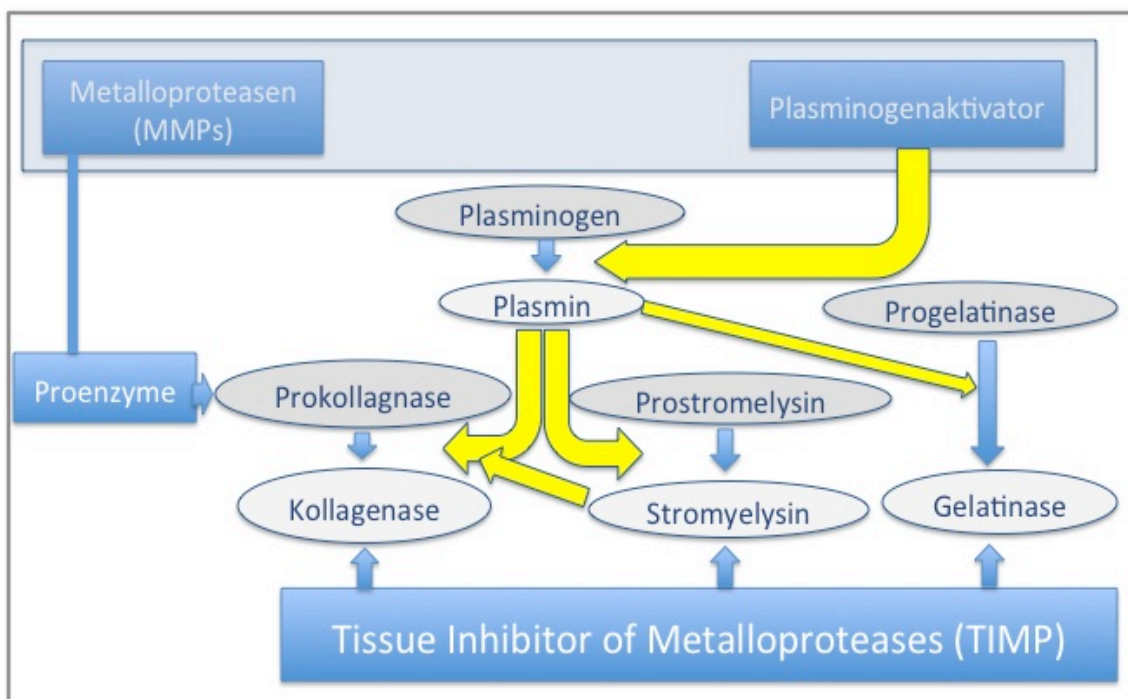 Metalloproteasen
(MMPs)
Plasminogenaktivator
Plasminogen
Plasmin
Progelatinase
Proenzyme
Prokollagnase
Prostromelysin
Kollagenase
Stromyelysin
Gelatinase
Tissue Inhibitor of Metalloproteases (TIMP)